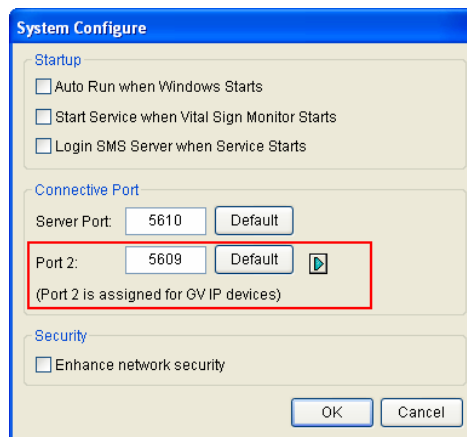 System Configure
Startup
Auto Run when Windows Starts
Start Service when Vital Sign Monitor Starts
Login SMS Server when Service Starts
Connective Port
Server Port: 5610 Default
Port 2: 5609 Default
(Port 2 is assigned for GV IP devices)
Security
Enhance network security
OK Cancel